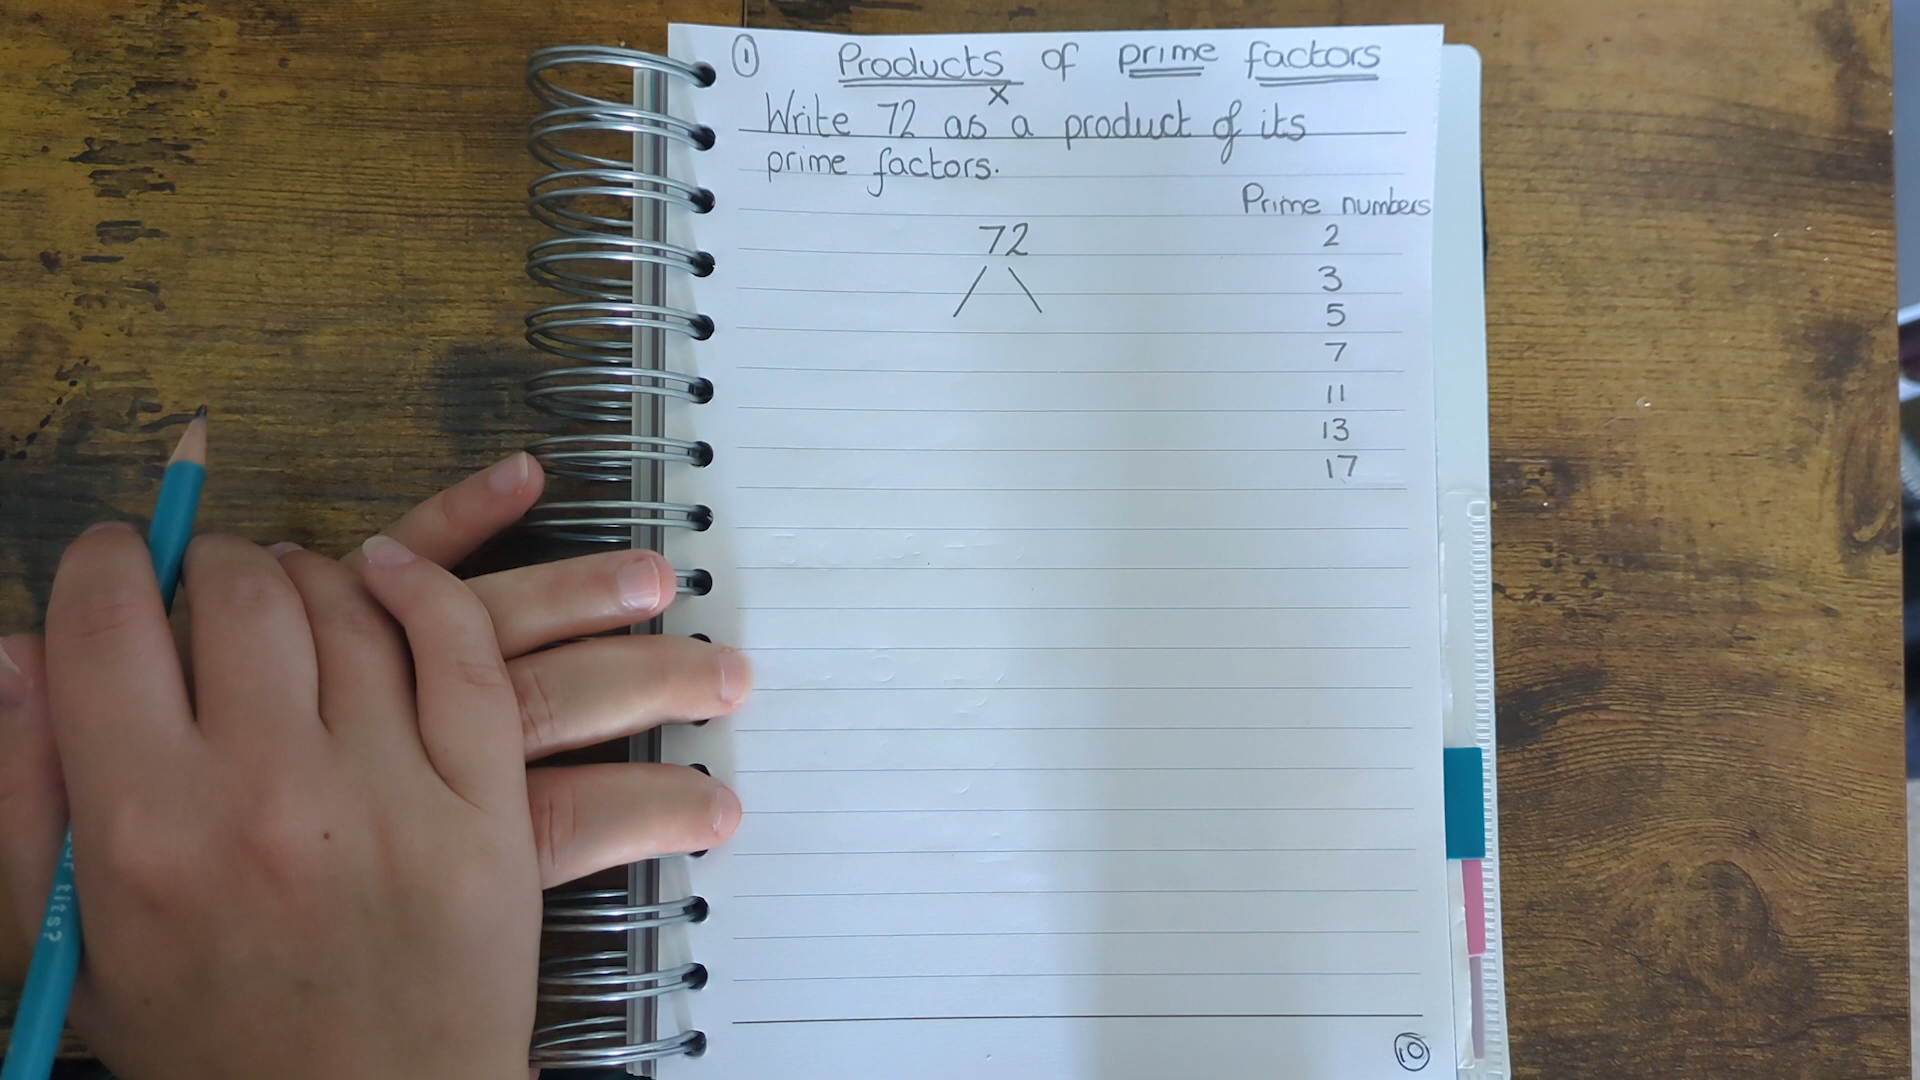 ① Products of prime factors
×
Write 72 as a product of its
prime factors.
Prime numbers
72
2
3
5
7
11
13
17
tits?
10